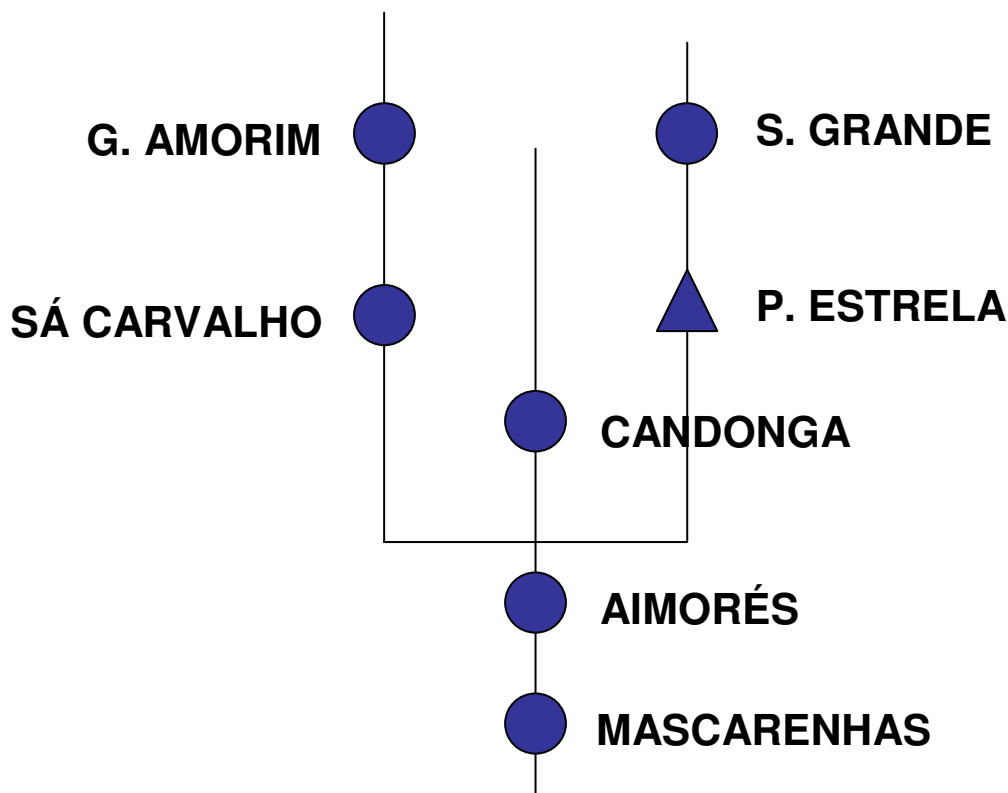 G. AMORIM
S. GRANDE
SÁ CARVALHO
P. ESTRELA
CANDONGA
AIMORÉS
MASCARENHAS